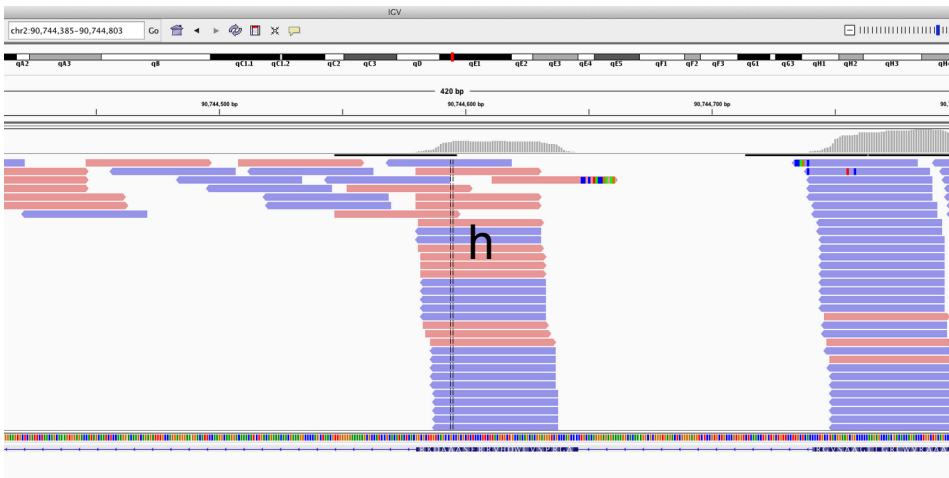 IGV
chr2:90,744,385-90,744,803 Go
qA2 qA3 qB qC1.1 qC1.2 qC2 qC3 qD qE1 qE2 qE3 qE4 qE5 qF1 qF2 qF3 qG1 qG3 qH1 qH2 qH3
420 bp
90,744,500 bp 90,744,600 bp 90,744,700 bp
h